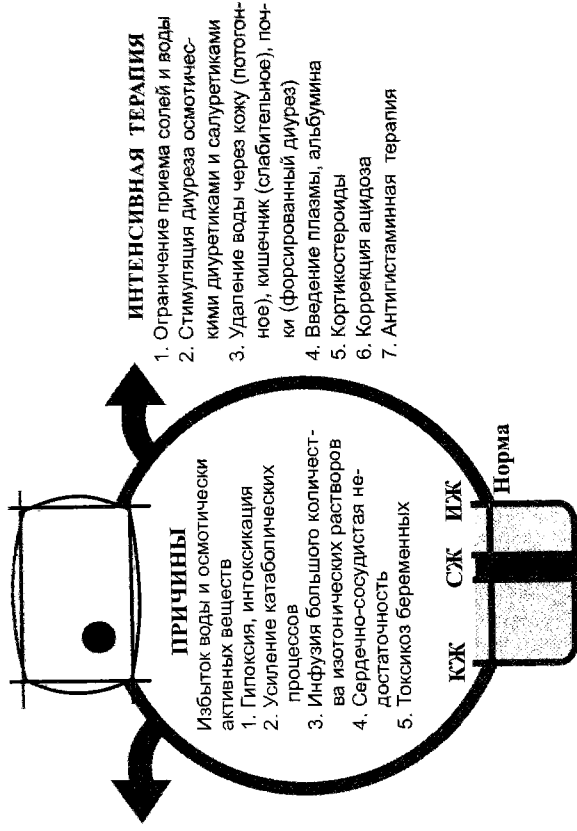 ПРИЧИНЫ
Избыток воды и осмотически
активных веществ
1. Гипоксия, интоксикация
2. Усиление катаболических
процессов
3. Инфузия большого количест-
ва изотонических растворов
4. Сердечно-сосудистая не-
достаточность
5. Токсикоз беременных
КЖ СЖ ИЖ
Норма
ИНТЕНСИВНАЯ ТЕРАПИЯ
1. Ограничение приема солей и воды
2. Стимуляция диуреза осмотичес-
кими диуретиками и салуретиками
3. Удаление воды через кожу (потогон-
ное), кишечник (слабительное), поч-
ки (форсированный диурез)
4. Введение плазмы, альбумина
5. Кортикостероиды
6. Коррекция ацидоза
7. Антигистаминная терапия